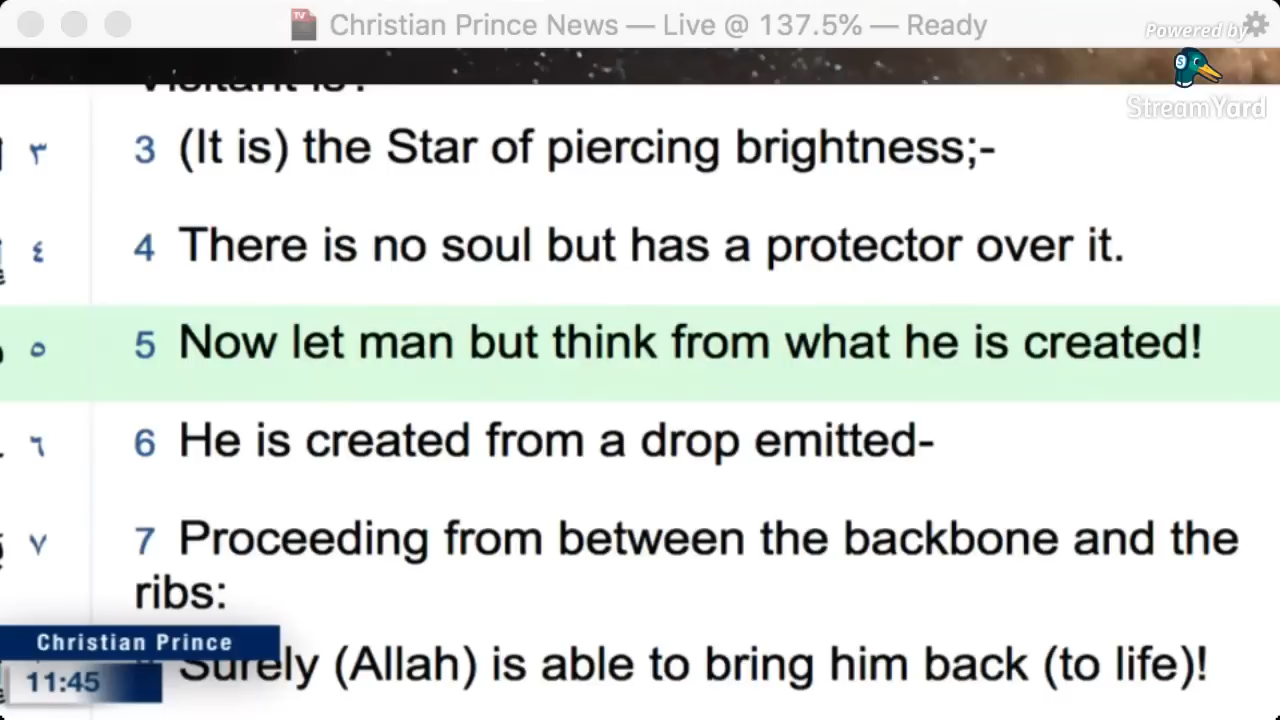 Christian Prince News — Live @ 137.5% — Ready
Powered by
StreamYard
visitant is?
٣ 3 (It is) the Star of piercing brightness;-
٤ 4 There is no soul but has a protector over it.
٥ 5 Now let man but think from what he is created!
٦ 6 He is created from a drop emitted-
٧ 7 Proceeding from between the backbone and the
ribs:
Surely (Allah) is able to bring him back (to life)!
Christian Prince
11:45